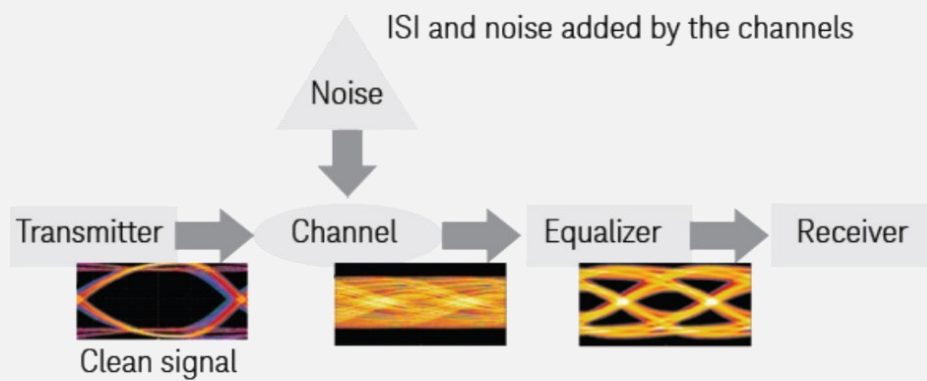 ISI and noise added by the channels
Noise
Transmitter
Channel
Equalizer
Receiver
Clean signal